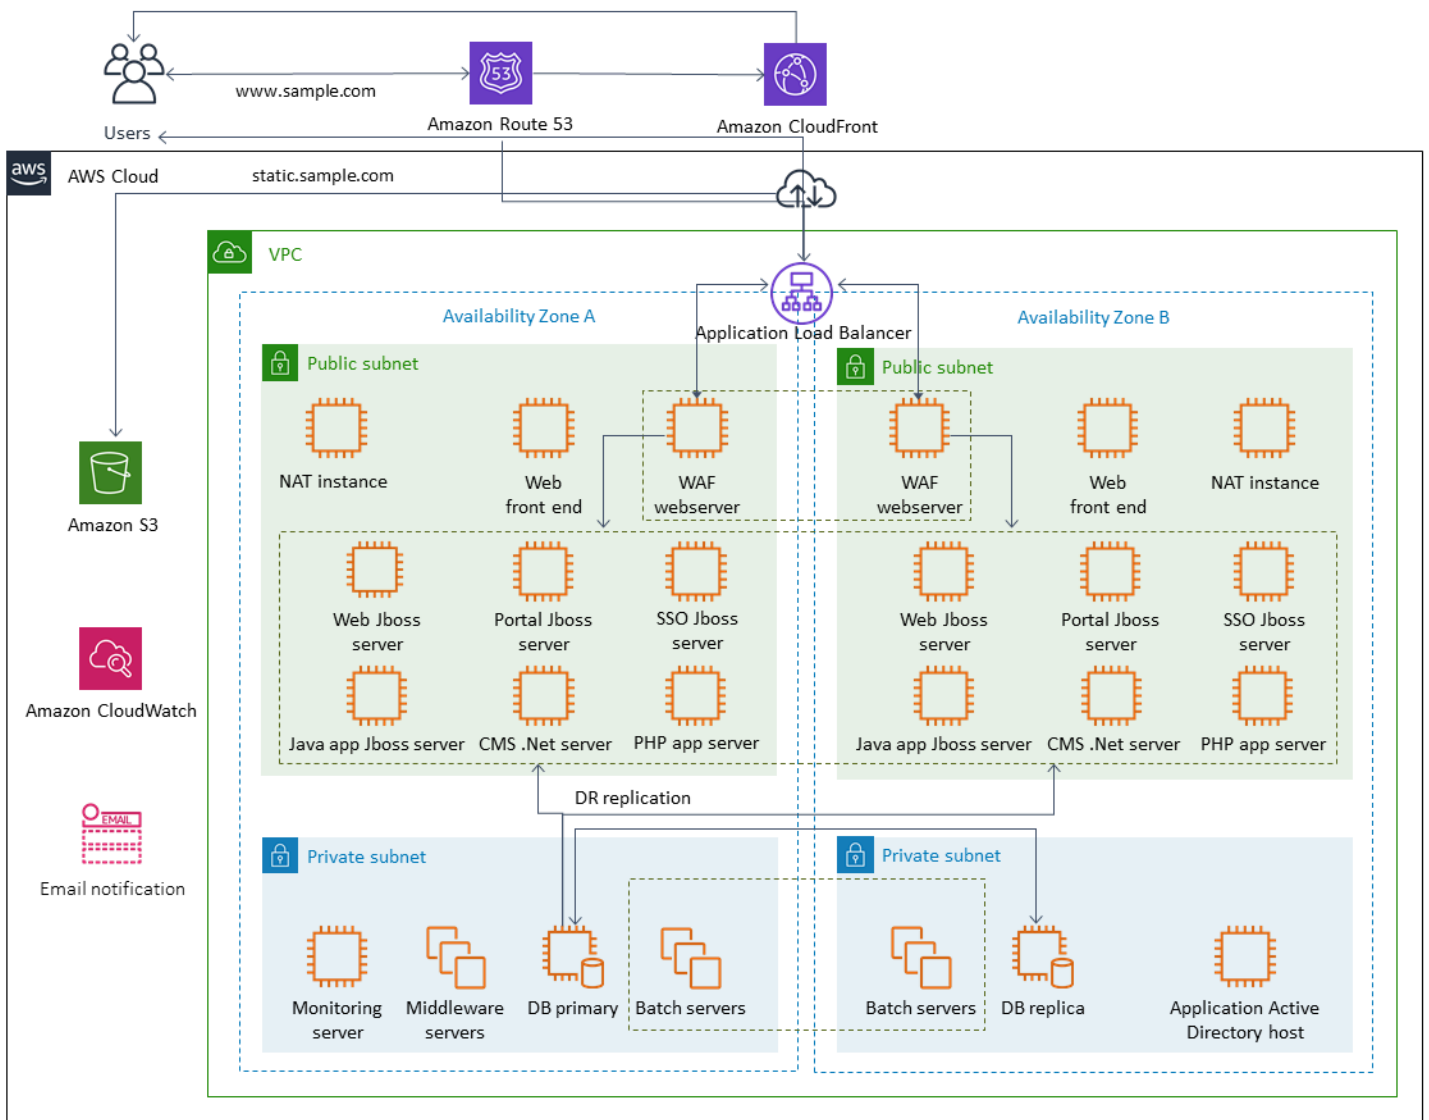 53
www.sample.com
Amazon Route 53
Amazon CloudFront
Users
aws
AWS Cloud
static.sample.com
VPC
Availability Zone A
Application Load Balancer
Availability Zone B
Public subnet
Public subnet
NAT instance
Web
front end
WAF
webserver
WAF
webserver
Web
front end
NAT instance
Amazon S3
Web Jboss
server
Portal Jboss
server
SSO Jboss
server
Web Jboss
server
Portal Jboss
server
SSO Jboss
server
Amazon CloudWatch
Java app Jboss server
CMS .Net server
PHP app server
Java app Jboss server
CMS .Net server
PHP app server
DR replication
EMAIL
Email notification
Private subnet
Private subnet
Monitoring
server
Middleware
servers
DB primary
Batch servers
Batch servers
DB replica
Application Active
Directory host